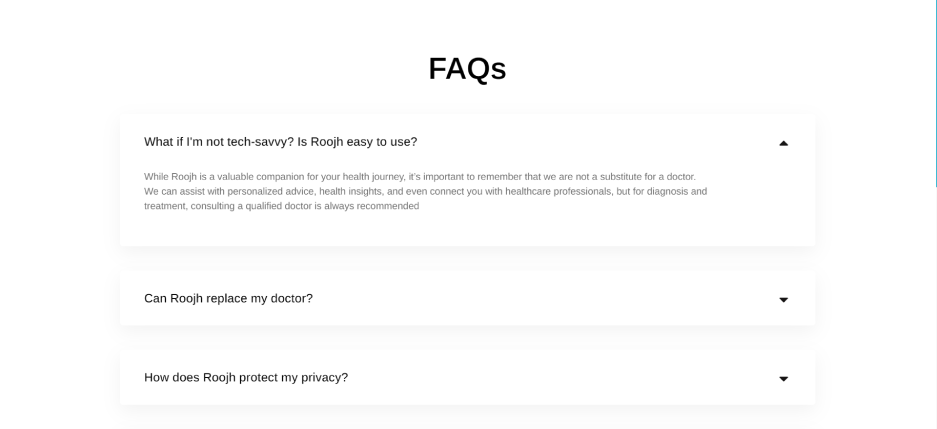 FAQs
What if I'm not tech-savvy? Is Roojh easy to use?
While Roojh is a valuable companion for your health journey, it's important to remember that we are not a substitute for a doctor.
We can assist with personalized advice, health insights, and even connect you with healthcare professionals, but for diagnosis and
treatment, consulting a qualified doctor is always recommended
Can Roojh replace my doctor?
How does Roojh protect my privacy?